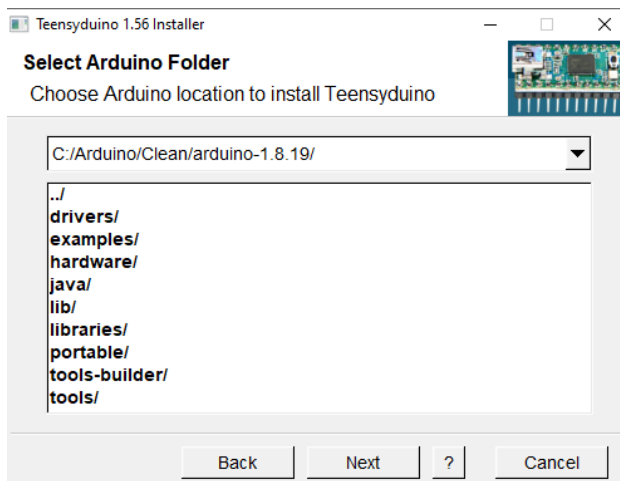 Teensyduino 1.56 Installer
Select Arduino Folder
Choose Arduino location to install Teensyduino
C:/Arduino/Clean/arduino-1.8.19/
../
drivers/
examples/
hardware/
java/
lib/
libraries/
portable/
tools-builder/
tools/
Back Next ? Cancel